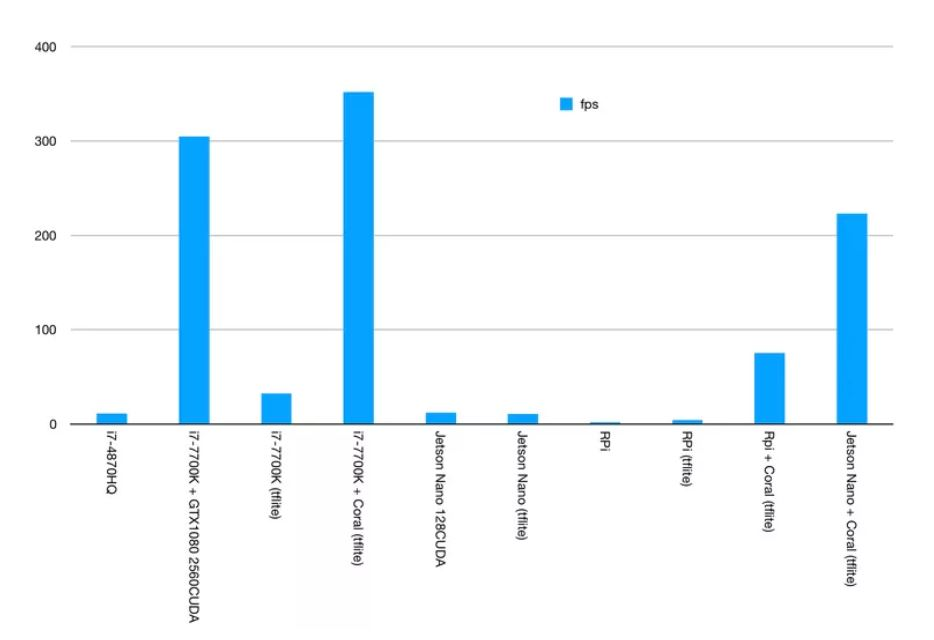 400
fps
300
200
100
0
i7-4870HQ
i7-7700K + GTX1080 2560CUDA
i7-7700K (tflite)
i7-7700K + Coral (tflite)
Jetson Nano 128CUDA
Jetson Nano (tflite)
RPi
RPi (tflite)
Rpi + Coral (tflite)
Jetson Nano + Coral (tflite)